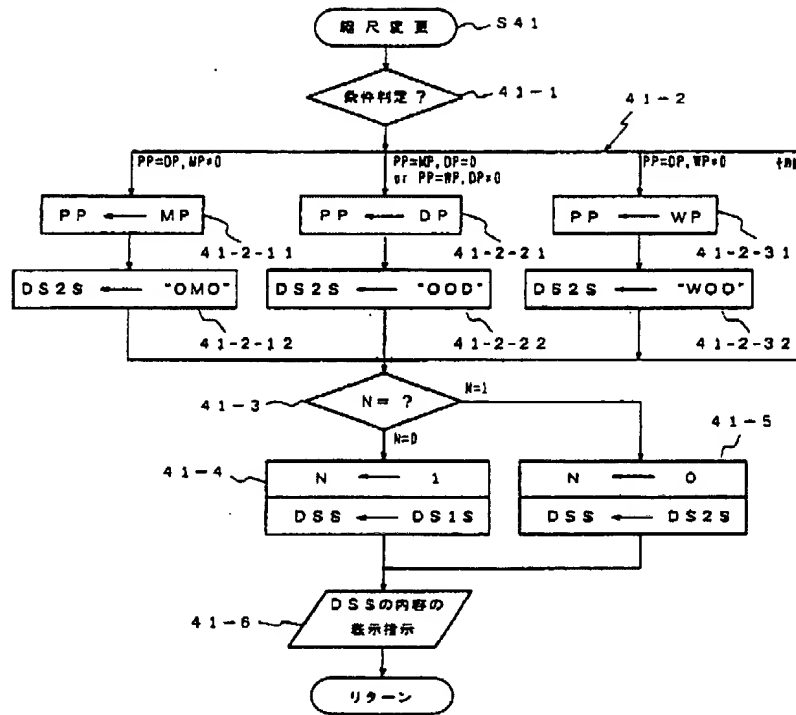 縮尺変更
S41
条件判定?
41-1
41-2
PP=DP,MP≠0
PP=MP,DP=0
or PP=WP,DP≠0
PP=DP,WP≠0
PP ← MP
PP ← DP
PP ← WP
41-2-11
41-2-21
41-2-31
DS2S ← "OMO"
DS2S ← "OOD"
DS2S ← "WOO"
41-2-12
41-2-22
41-2-32
41-3
N= ?
N=1
N=0
41-4
41-5
N ← 1
N ← 0
DSS ← DS1S
DSS ← DS2S
41-6
DSSの内容の
表示指示
リターン